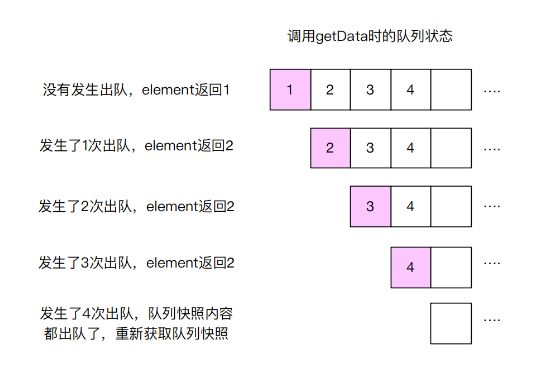 调用getData时的队列状态
没有发生出队，element返回1
1 2 3 4 ....
发生了1次出队，element返回2
2 3 4 ....
发生了2次出队，element返回2
3 4 ....
发生了3次出队，element返回2
4 ....
发生了4次出队，队列快照内容
都出队了，重新获取队列快照
....